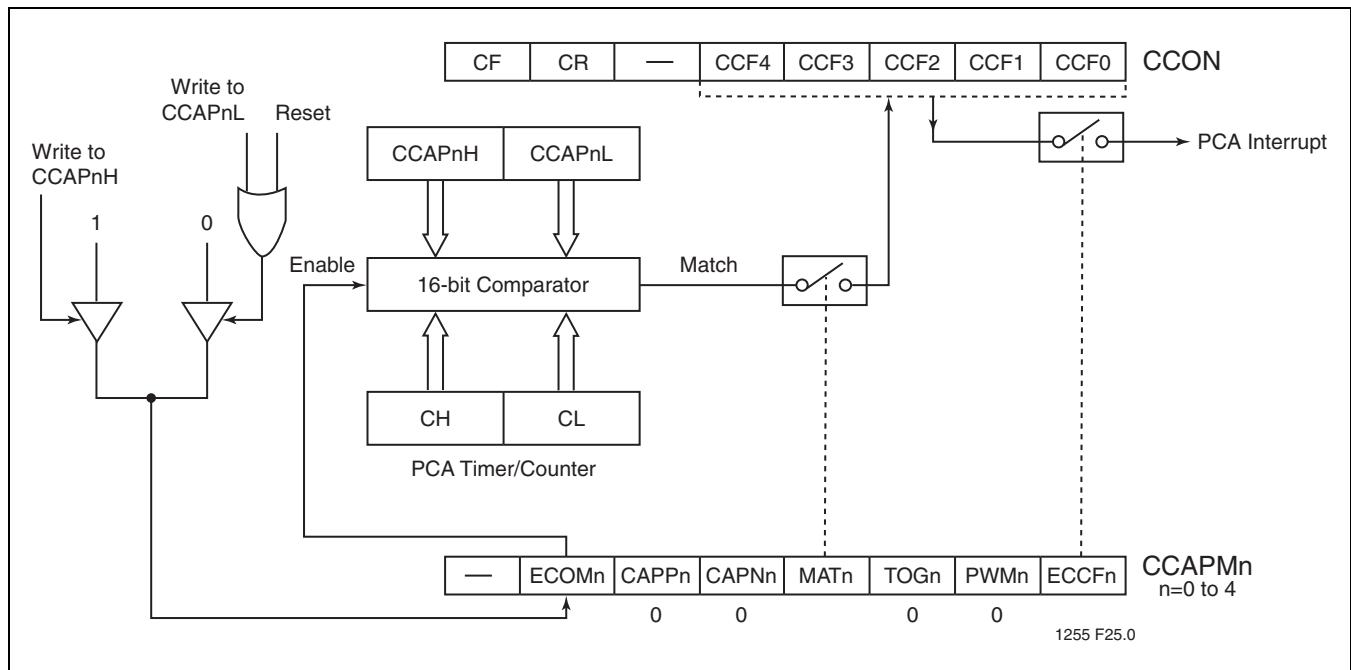 CF CR — CCF4 CCF3 CCF2 CCF1 CCF0 CCON
Write to
CCAPnL
Reset
Write to
CCAPnH
CCAPnH CCAPnL
PCA Interrupt
1 0
Enable
16-bit Comparator
Match
CH CL
PCA Timer/Counter
— ECOMn CAPPn CAPNn MATn TOGn PWMn ECCFn CCAPMn
n=0 to 4
0 0 0 0
1255 F25.0